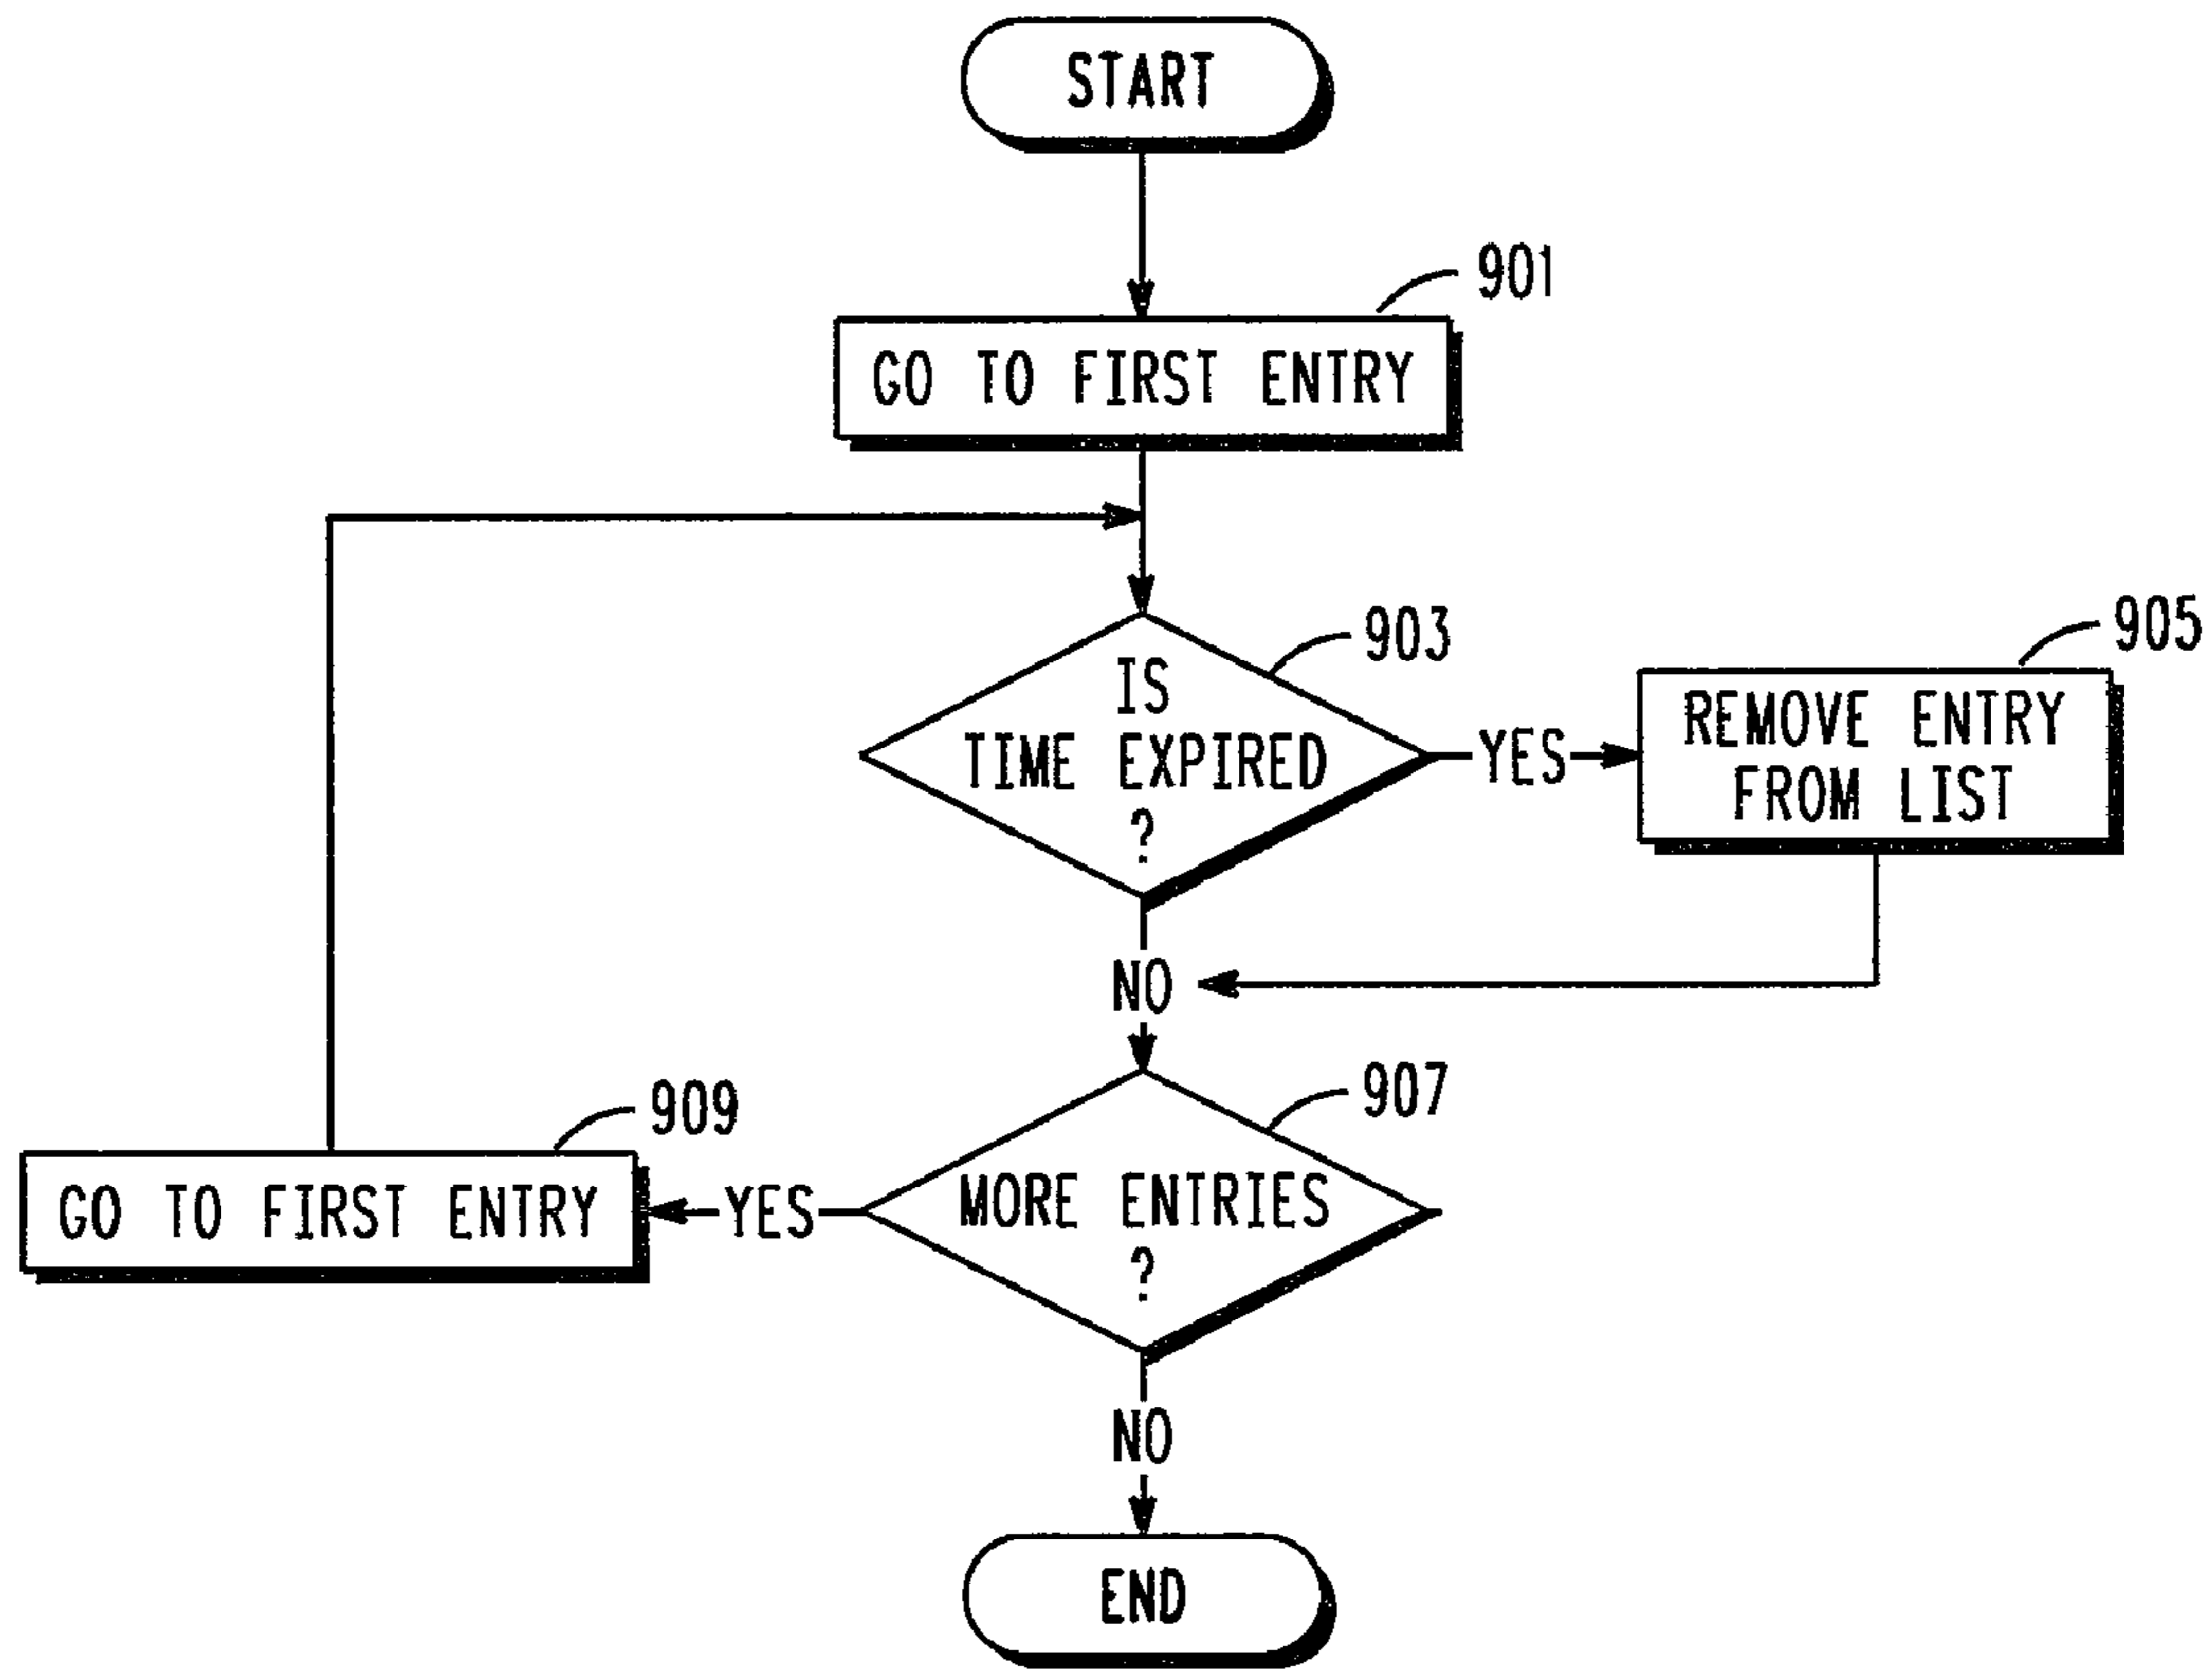 START
901
GO TO FIRST ENTRY
903
905
IS
TIME EXPIRED
?
YES
REMOVE ENTRY
FROM LIST
NO
907
909
MORE ENTRIES
?
YES
GO TO FIRST ENTRY
NO
END